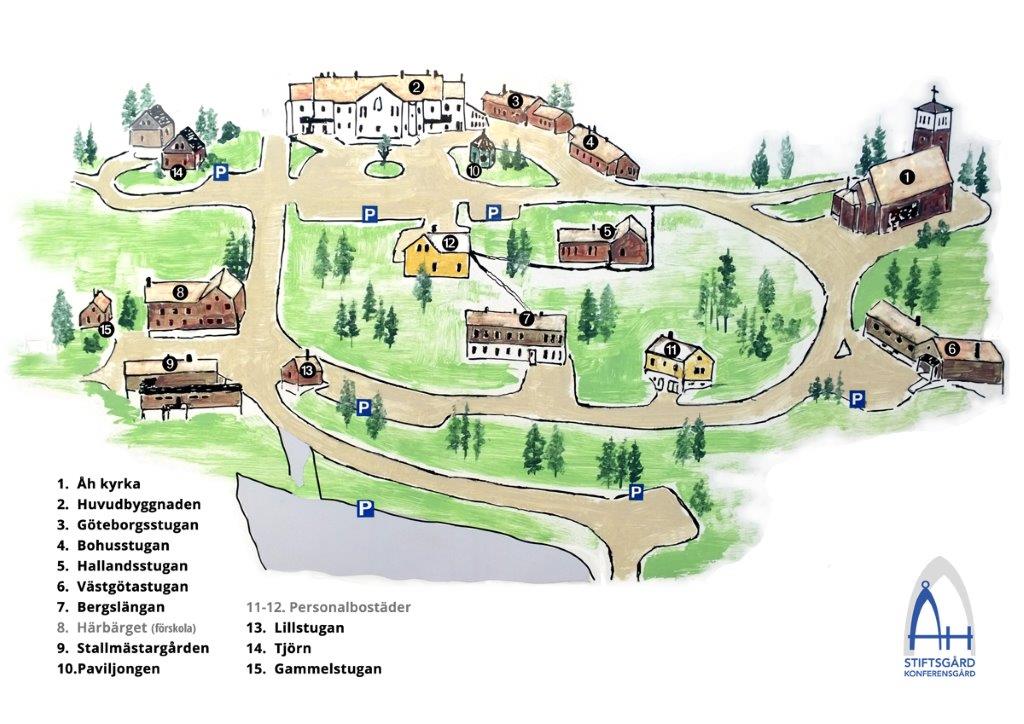 2
3
4
1
14
P
10
P
P
12
5
8
15
7
11
6
9
13
P
P
P
P
1. Åh kyrka
2. Huvudbyggnaden
3. Göteborgsstugan
4. Bohusstugan
5. Hallandsstugan
6. Västgötastugan
7. Bergslängan
8. Härbärget (förskola)
9. Stallmästargården
10.Paviljongen
11-12. Personalbostäder
13. Lillstugan
14. Tjörn
15. Gammelstugan
ÅH
STIFTSGÅRD
KONFERENSGÅRD